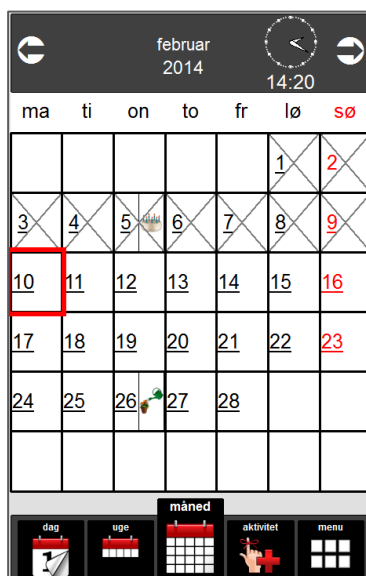 februar
2014
14:20
ma ti on to fr lø sø
1 2
3 4 5 6 7 8 9
10 11 12 13 14 15 16
17 18 19 20 21 22 23
24 25 26 27 28
dag uge måned aktivitet menu
1